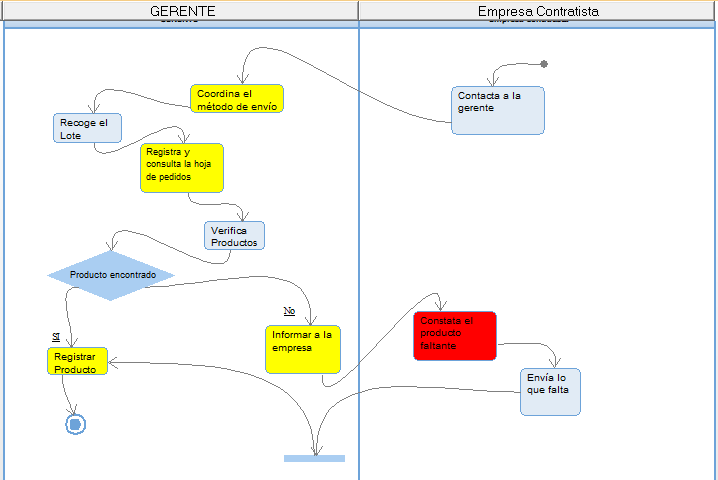 GERENTE
Empresa Contratista
Coordina el
método de envío
Contacta a la
gerente
Recoge el
Lote
Registra y
consulta la hoja
de pedidos
Verifica
Productos
Producto encontrado
No
SI
Informar a la
empresa
Constata el
producto
faltante
Registrar
Producto
Envía lo
que falta